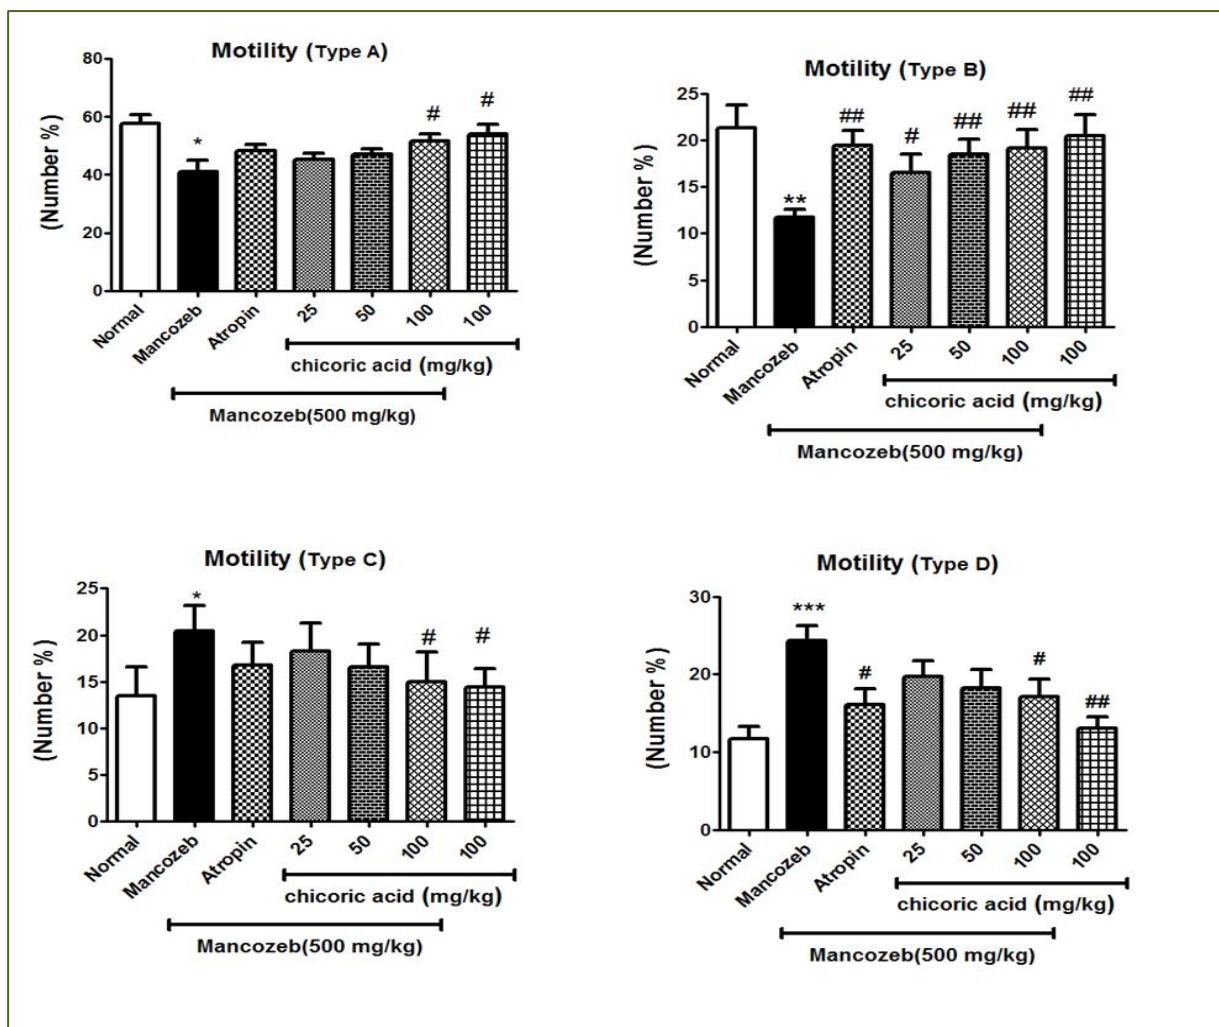 Motility (Type A)
(Number %)
80
60
40
20
0
*
#
#
Normal
Mancozeb
Atropin
25
50
100
100
chicoric acid (mg/kg)
Mancozeb(500 mg/kg)
Motility (Type B)
(Number %)
25
20
15
10
5
0
**
##
#
##
##
##
Normal
Mancozeb
Atropin
25
50
100
100
chicoric acid (mg/kg)
Mancozeb(500 mg/kg)
Motility (Type C)
(Number %)
25
20
15
10
5
0
*
#
#
Normal
Mancozeb
Atropin
25
50
100
100
chicoric acid (mg/kg)
Mancozeb(500 mg/kg)
Motility (Type D)
(Number %)
30
20
10
0
***
#
#
##
Normal
Mancozeb
Atropin
25
50
100
100
chicoric acid (mg/kg)
Mancozeb(500 mg/kg)